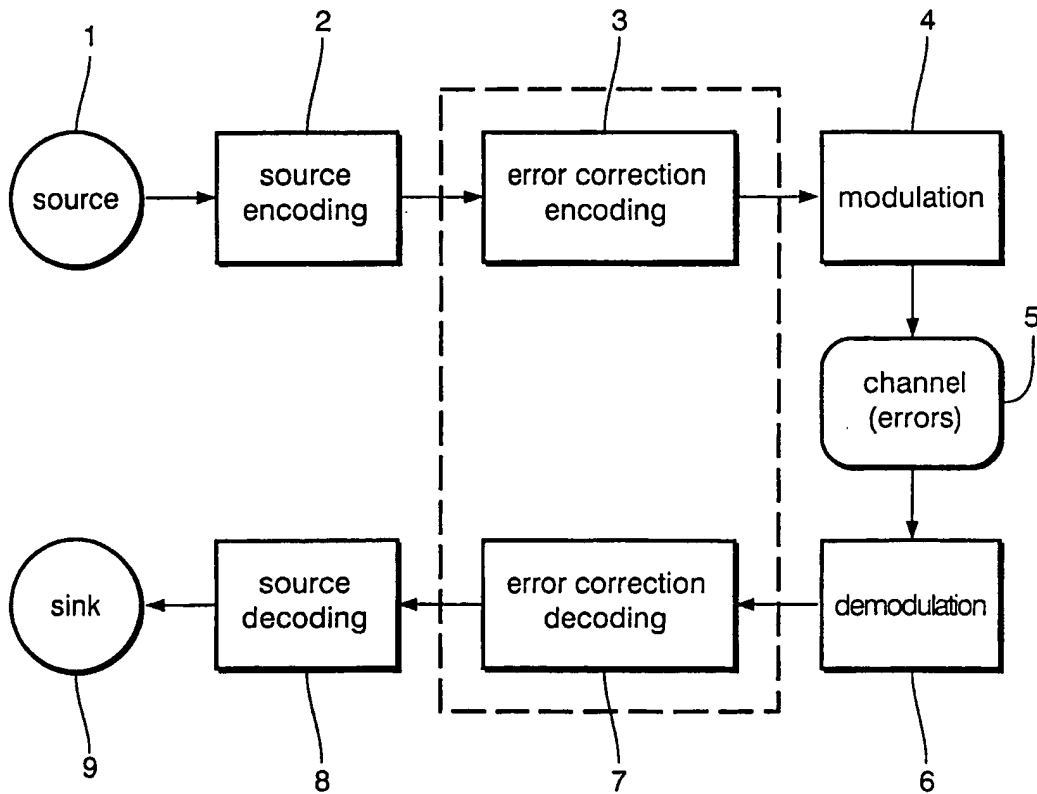 1
2
3
4
source
source
encoding
error correction
encoding
modulation
5
channel
(errors)
sink
source
decoding
error correction
decoding
demodulation
9
8
7
6